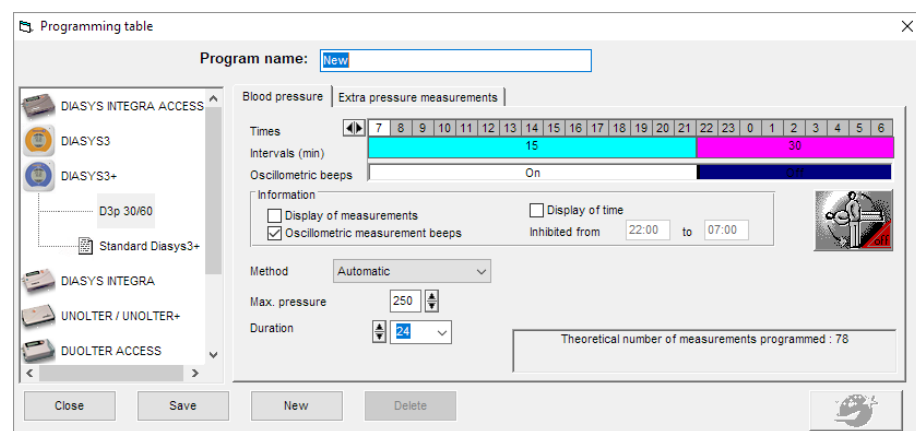 Programming table
Program name: New
DIASYS INTEGRA ACCESS
DIASYS3
DIASYS3+
D3p 30/60
Standard Diasys3+
DIASYS INTEGRA
UNOLTER / UNOLTER+
DUOLTER ACCESS
Blood pressure Extra pressure measurements
Times 7 8 9 10 11 12 13 14 15 16 17 18 19 20 21 22 23 0 1 2 3 4 5 6
Intervals (min) 15 30
Oscillometric beeps On Off
Information
Display of measurements Display of time
Oscillometric measurement beeps Inhibited from 22:00 to 07:00
off
Method Automatic
Max. pressure 250
Duration 24
Theoretical number of measurements programmed : 78
Close Save New Delete